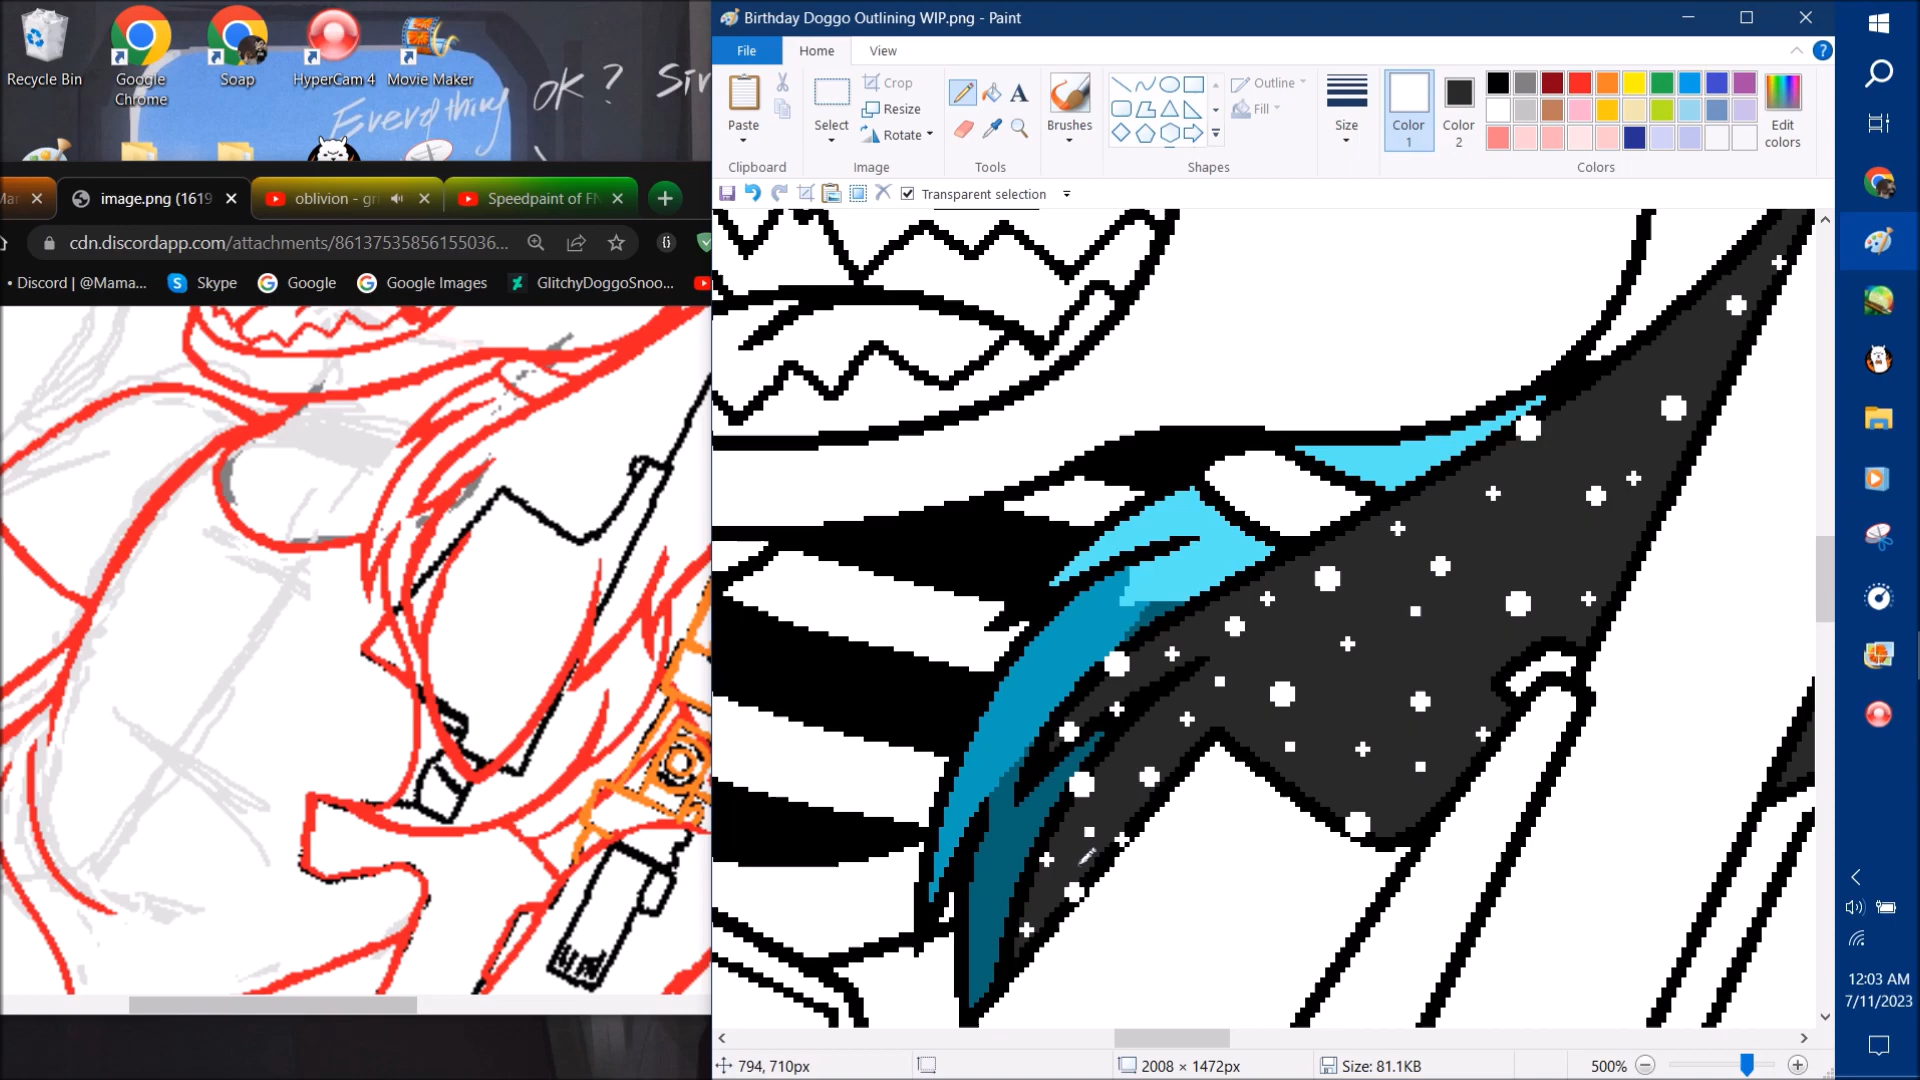 Recycle Bin
Google Chrome
Soap
HyperCam 4
Movie Maker
Everything ok?
image.png (1619
oblivion - gr
Speedpaint of FN
cdn.discordapp.com/attachments/86137535856155036...
• Discord | @Mama...
Skype
Google
Google Images
GlitchyDoggoSnoo...
Birthday Doggo Outlining WIP.png - Paint
File
Home
View
Paste
Select
Crop
Resize
Rotate
Brushes
Outline
Fill
Size
Color 1
Color 2
Edit colors
Clipboard
Image
Tools
Shapes
Colors
Transparent selection
794, 710px
2008 × 1472px
Size: 81.1KB
500%
12:03 AM
7/11/2023